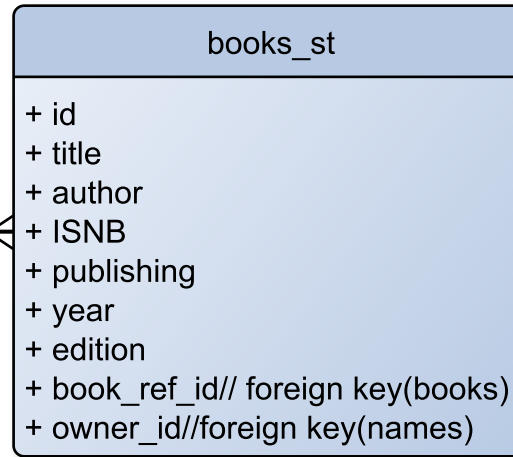 books_st
+ id
+ title
+ author
+ ISNB
+ publishing
+ year
+ edition
+ book_ref_id// foreign key(books)
+ owner_id//foreign key(names)